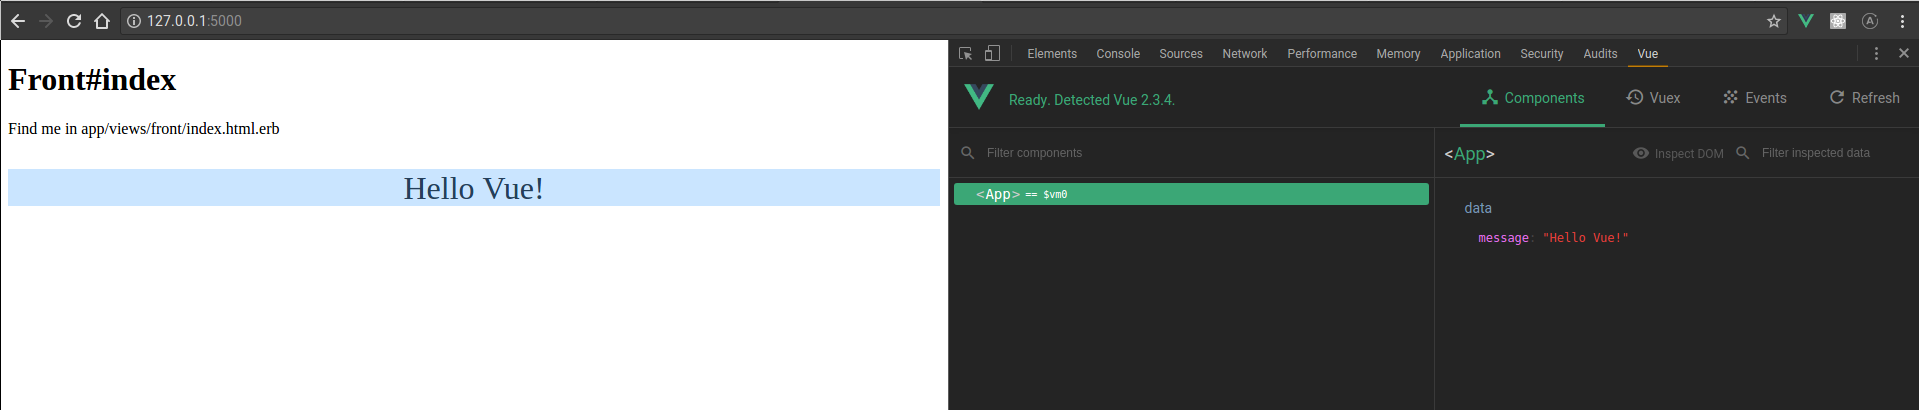 127.0.0.1:5000
Elements Console Sources Network Performance Memory Application Security Audits Vue
Front#index
Find me in app/views/front/index.html.erb
Hello Vue!
Ready. Detected Vue 2.3.4.
Components Vuex Events Refresh
Filter components
<App> Inspect DOM Filter inspected data
<App> == $vm0
data
message: "Hello Vue!"